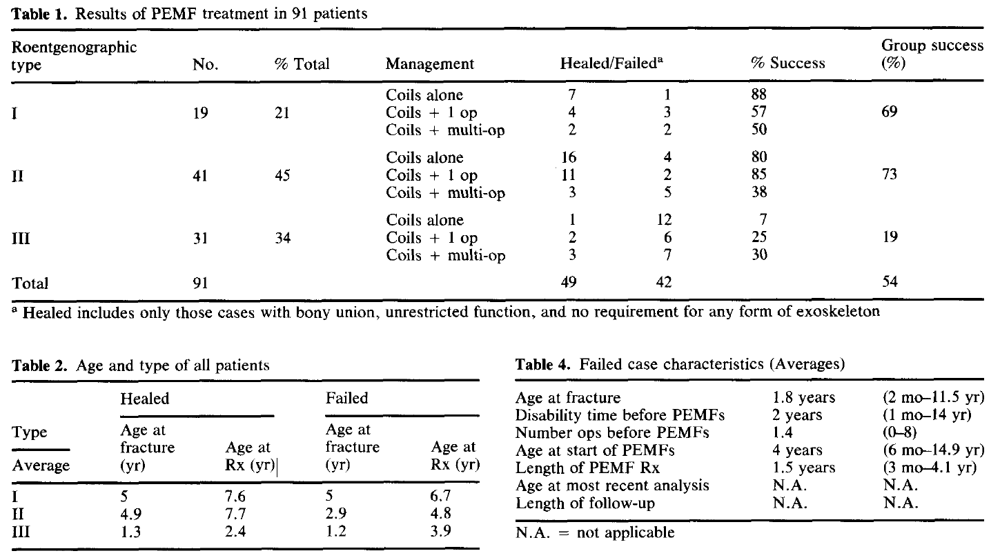 Table 1. Results of PEMF treatment in 91 patients
Roentgenographic type No. % Total Management Healed/Failedᵃ % Success Group success (%)
Coils alone 7 1 88
I 19 21 Coils + 1 op 4 3 57 69
Coils + multi-op 2 2 50
Coils alone 16 4 80
II 41 45 Coils + 1 op 11 2 85 73
Coils + multi-op 3 5 38
Coils alone 1 12 7
III 31 34 Coils + 1 op 2 6 25 19
Coils + multi-op 3 7 30
Total 91 49 42 54
ᵃ Healed includes only those cases with bony union, unrestricted function, and no requirement for any form of exoskeleton
Table 2. Age and type of all patients
Healed Failed
Type Age at Age at
fracture Age at fracture Age at
Average (yr) Rx (yr) (yr) Rx (yr)
I 5 7.6 5 6.7
II 4.9 7.7 2.9 4.8
III 1.3 2.4 1.2 3.9
Table 4. Failed case characteristics (Averages)
Age at fracture 1.8 years (2 mo–11.5 yr)
Disability time before PEMFs 2 years (1 mo–14 yr)
Number ops before PEMFs 1.4 (0–8)
Age at start of PEMFs 4 years (6 mo–14.9 yr)
Length of PEMF Rx 1.5 years (3 mo–4.1 yr)
Age at most recent analysis N.A. N.A.
Length of follow-up N.A. N.A.
N.A. = not applicable